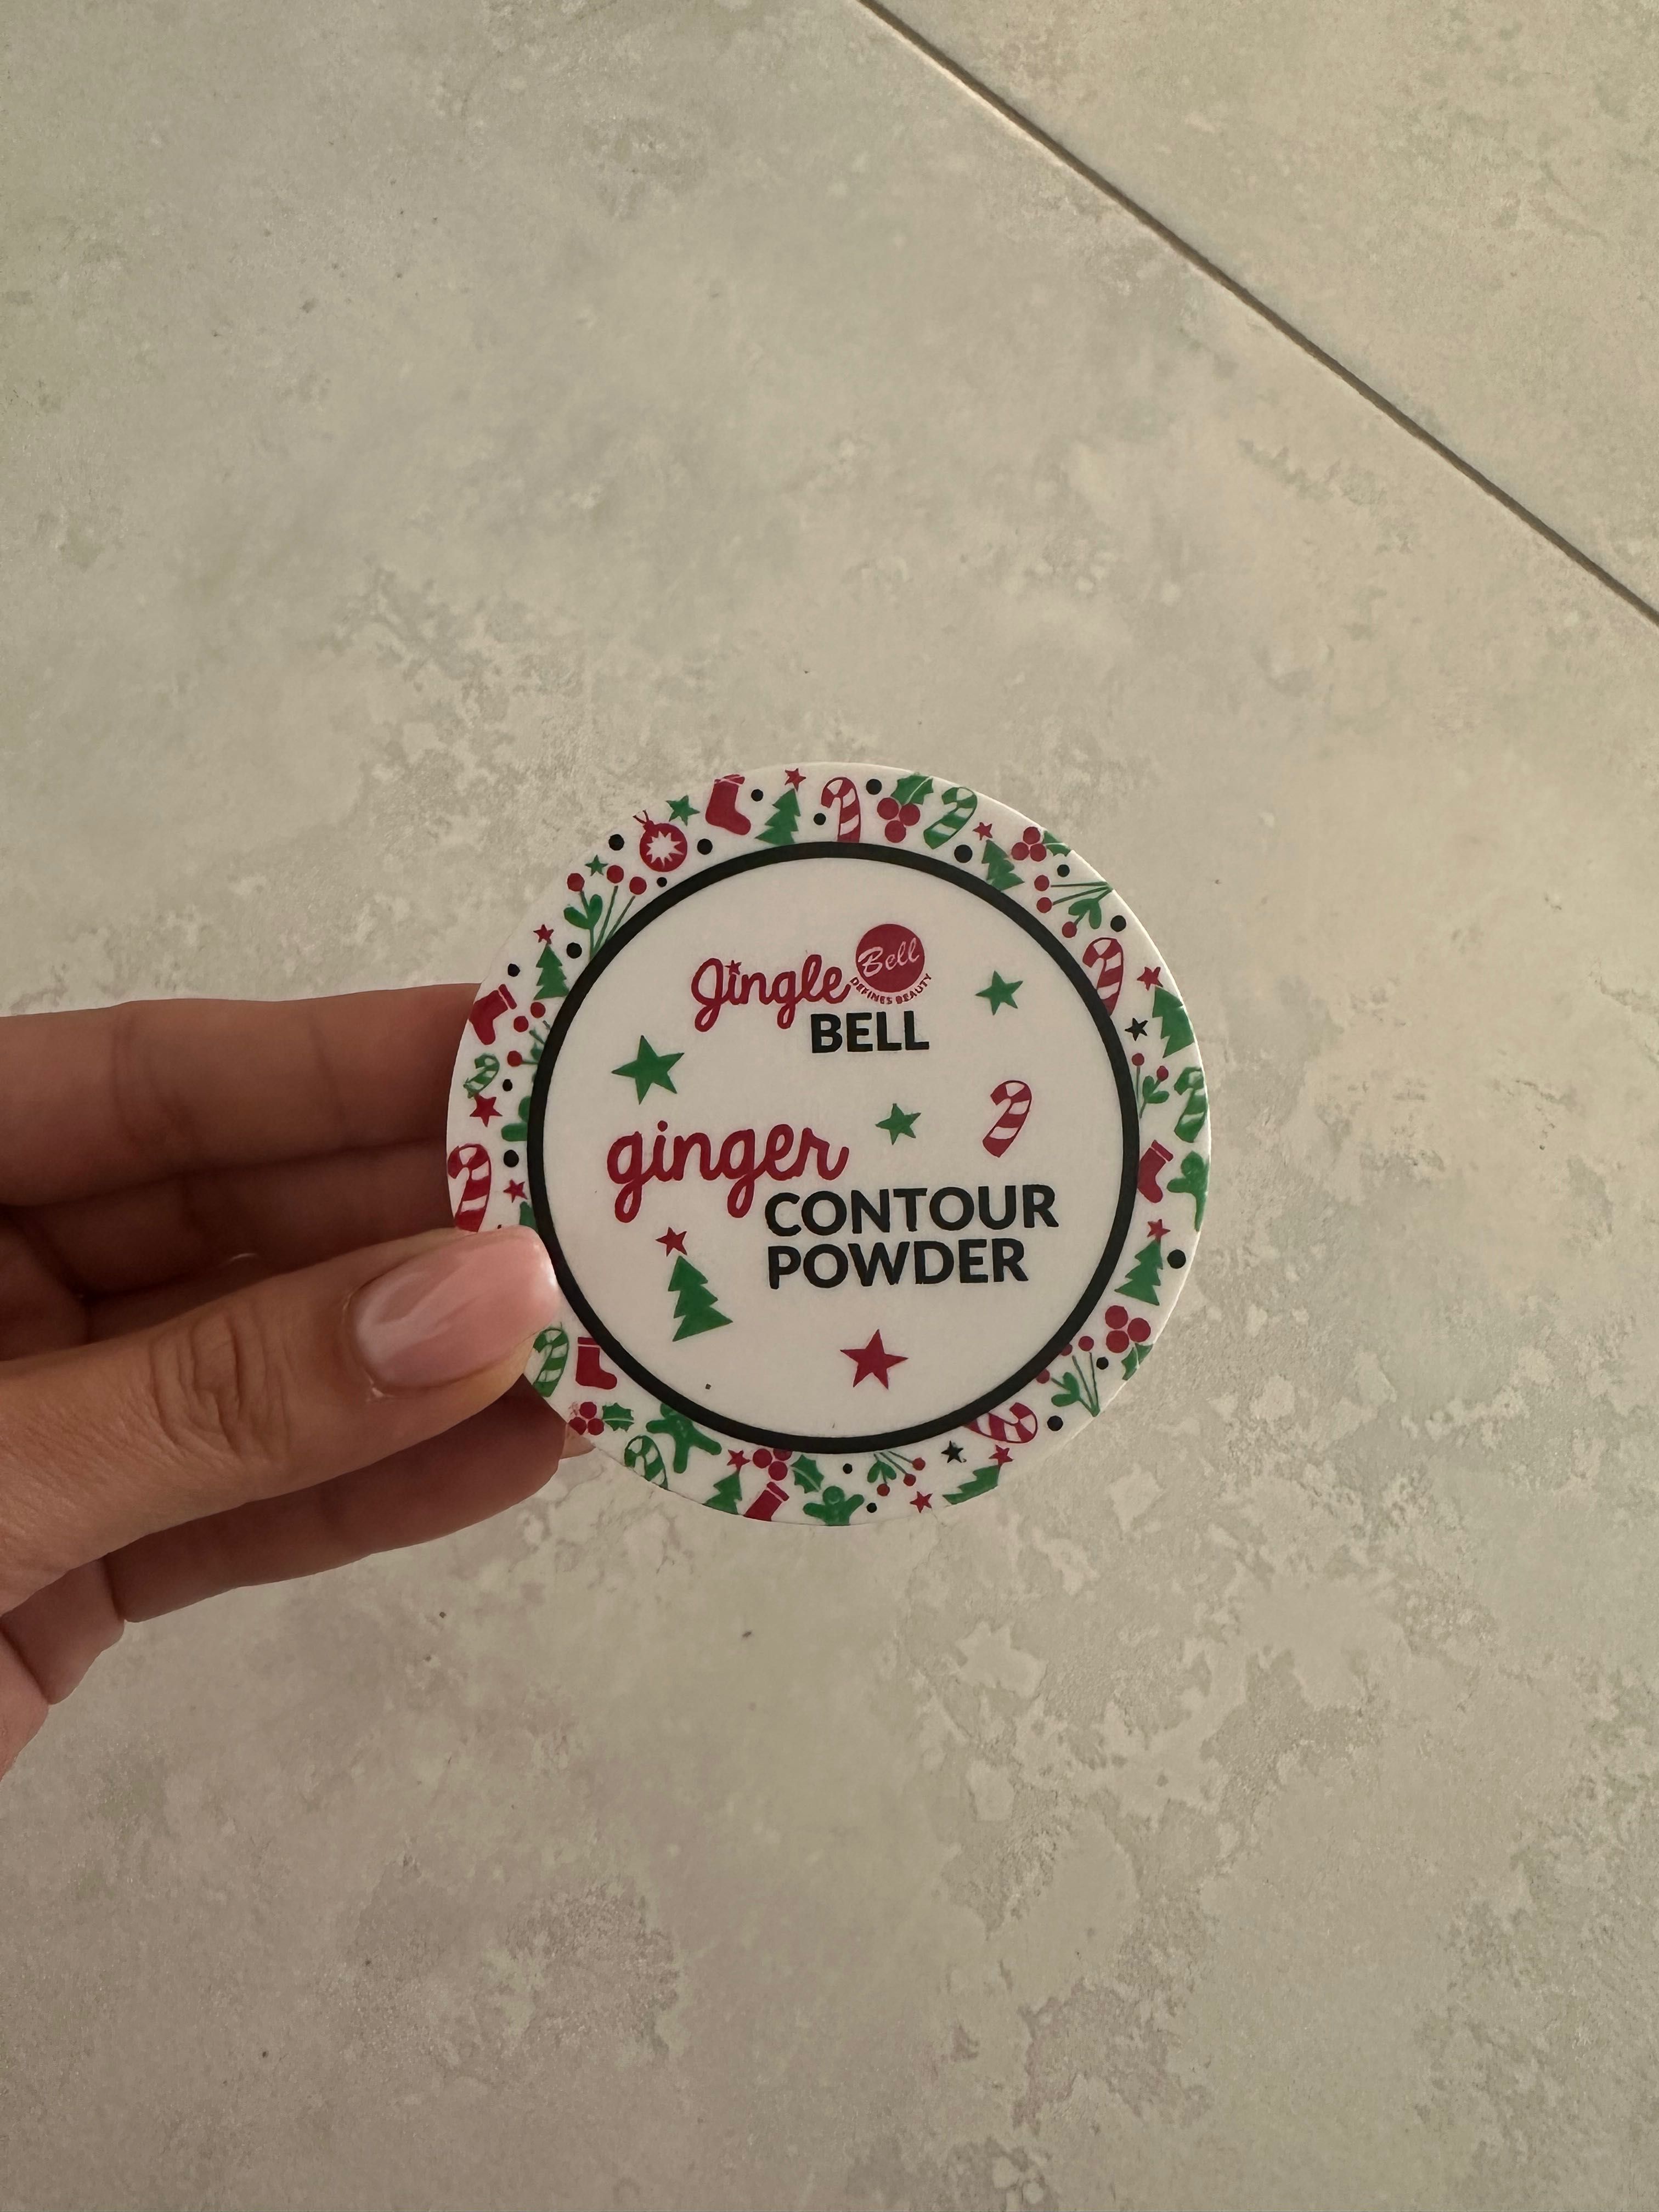 Jingle
Bell
DEFINES BEAUTY
BELL
ginger
CONTOUR
POWDER